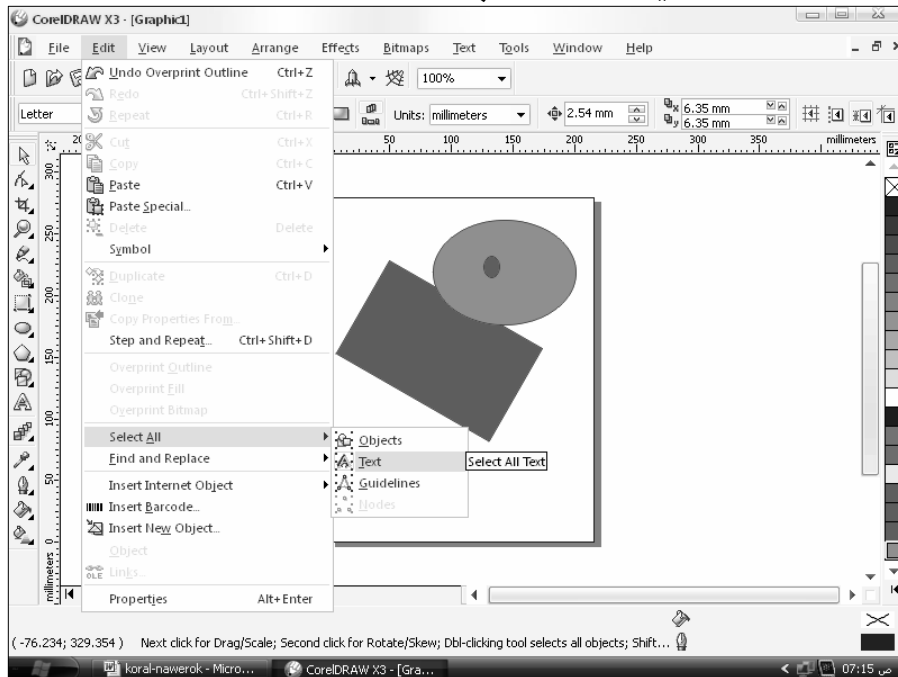 CorelDRAW X3 - [Graphic1]
File Edit View Layout Arrange Effects Bitmaps Text Tools Window Help
100%
Letter Units: millimeters 2.54 mm x 6.35 mm
y 6.35 mm
50 100 150 200 250 300 350 millimeters
300
250
200
150
100
50
0
millimeters
Undo Overprint Outline Ctrl+Z
Redo Ctrl+Shift+Z
Repeat Ctrl+R
Cut Ctrl+X
Copy Ctrl+C
Paste Ctrl+V
Paste Special...
Delete Delete
Symbol
Duplicate Ctrl+D
Clone
Copy Properties From...
Step and Repeat... Ctrl+Shift+D
Overprint Outline
Overprint Fill
Overprint Bitmap
Select All
Find and Replace
Insert Internet Object
Insert Barcode...
Insert New Object...
Object
OLE Links...
Properties Alt+Enter
Objects
Text
Guidelines
Nodes
Select All Text
( -76.234; 329.354 ) Next click for Drag/Scale; Second click for Rotate/Skew; Dbl-clicking tool selects all objects; Shift...
koral-nawerok - Micro... CorelDRAW X3 - [Gra... 07:15 ص